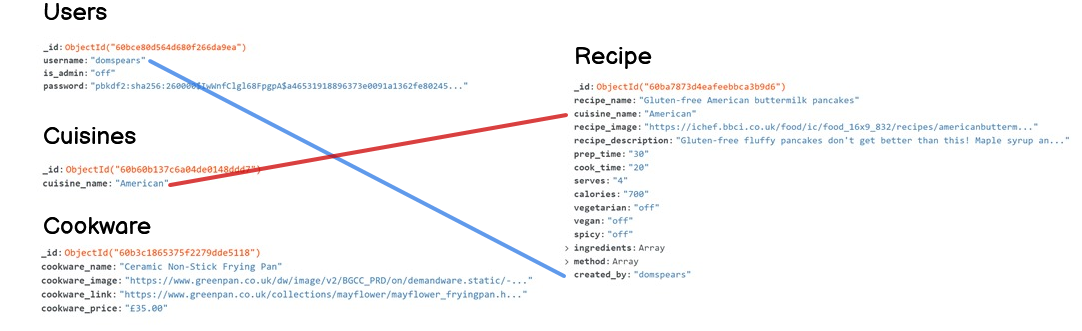 Users
_id: ObjectId("60bce80d564d680f266da9ea")
username: "domspears"
is_admin: "off"
password: "pbkdf2:sha256:260000$IwWnfClgl68FpgpA$a46531918896373e0091a1362fe80245..."
Cuisines
_id: ObjectId("60b60b137c6a04de0148ddd7")
cuisine_name: "American"
Cookware
_id: ObjectId("60b3c1865375f2279dde5118")
cookware_name: "Ceramic Non-Stick Frying Pan"
cookware_image: "https://www.greenpan.co.uk/dw/image/v2/BGCC_PRD/on/demandware.static/-..."
cookware_link: "https://www.greenpan.co.uk/collections/mayflower/mayflower_fryingpan.h..."
cookware_price: "£35.00"
Recipe
_id: ObjectId("60ba7873d4eafeebbca3b9d6")
recipe_name: "Gluten-free American buttermilk pancakes"
cuisine_name: "American"
recipe_image: "https://ichef.bbci.co.uk/food/ic/food_16x9_832/recipes/americanbutterm..."
recipe_description: "Gluten-free fluffy pancakes don't get better than this! Maple syrup an..."
prep_time: "30"
cook_time: "20"
serves: "4"
calories: "700"
vegetarian: "off"
vegan: "off"
spicy: "off"
> ingredients: Array
> method: Array
created_by: "domspears"